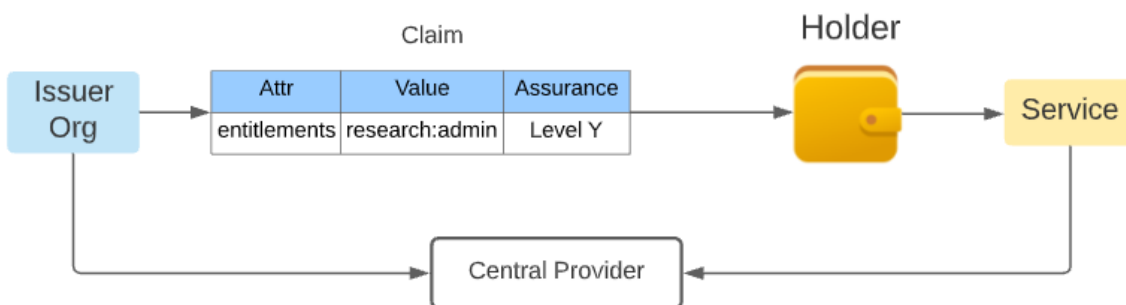 Claim
Holder
Issuer
Org
Attr Value Assurance
entitlements research:admin Level Y
Service
Central Provider